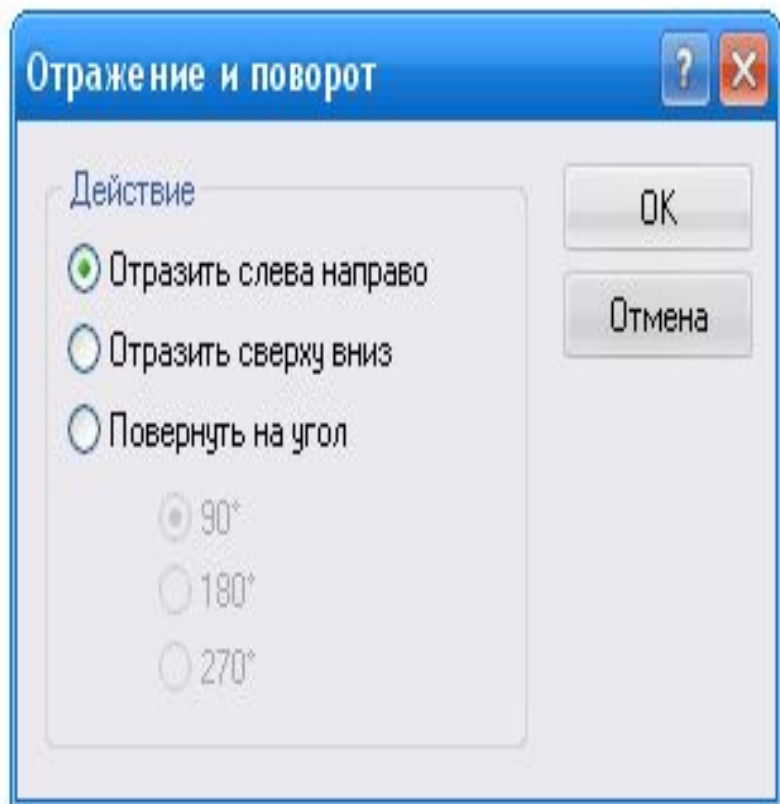 Отражение и поворот
Действие
Отразить слева направо
Отразить сверху вниз
Повернуть на угол
90°
180°
270°
OK
Отмена